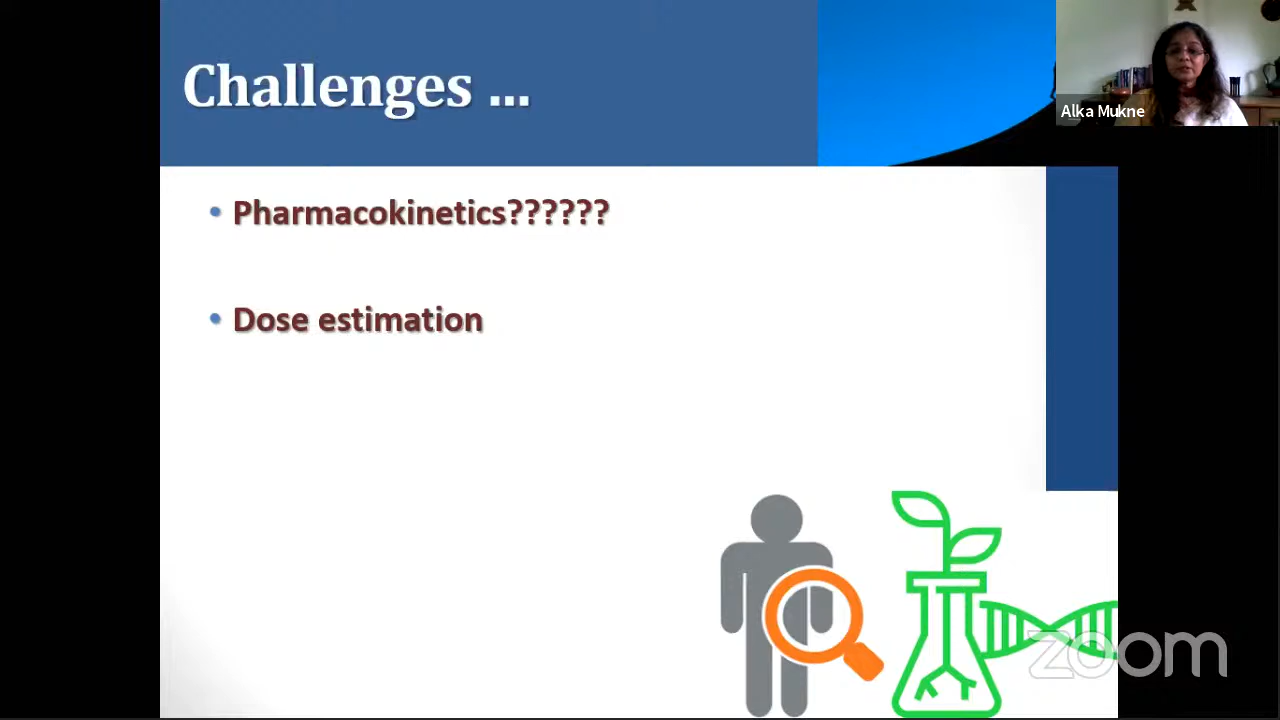 Challenges ...
Alka Mukne
• Pharmacokinetics??????
• Dose estimation
zoom